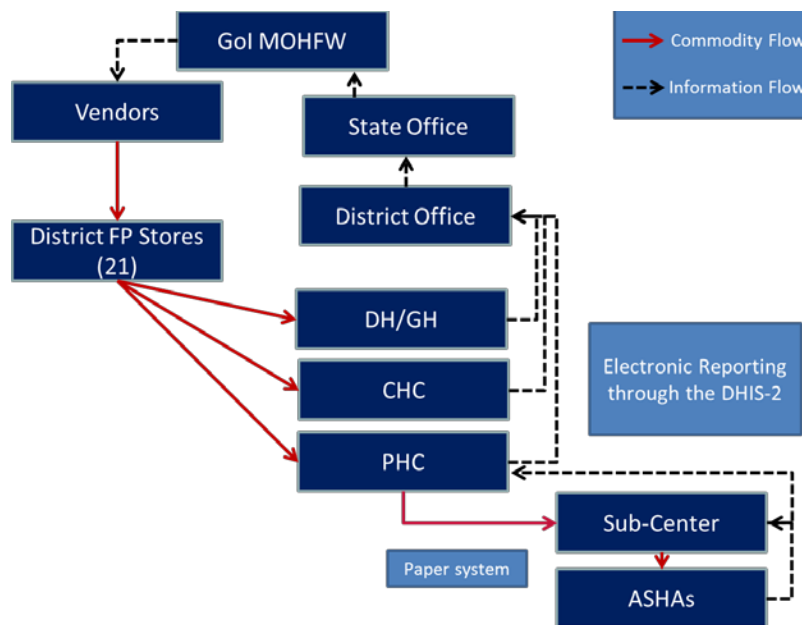 GoI MOHFW
Commodity Flow
Information Flow
Vendors
State Office
District Office
District FP Stores
(21)
DH/GH
CHC
PHC
Electronic Reporting
through the DHIS-2
Sub-Center
Paper system
ASHAs